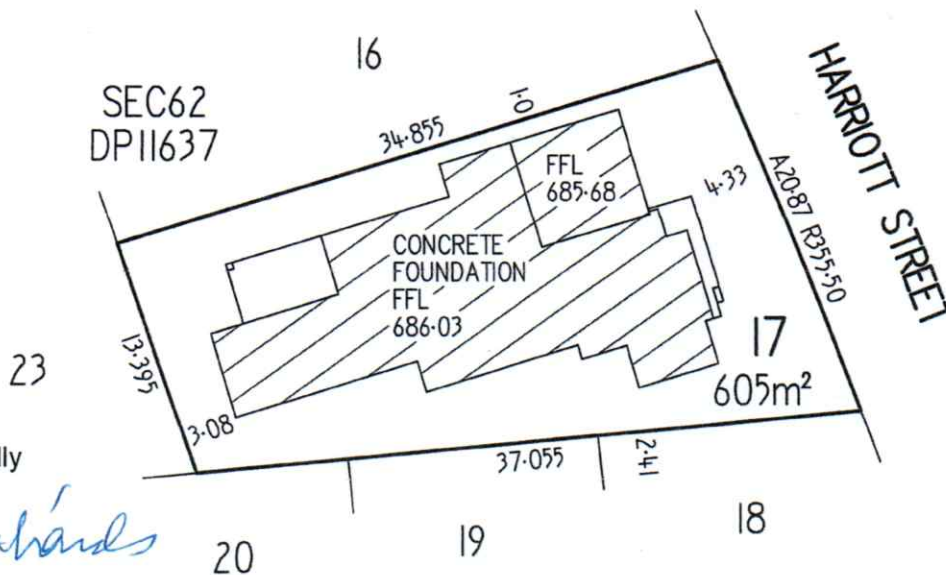 16
SEC62
DP11637
34·855
1·0
HARRIOTT STREET
FFL
685·68
4·33
A20·87 R355·50
CONCRETE
FOUNDATION
FFL
686·03
13·395
23
17
605m²
3·08
37·055
2·41
18
19
20